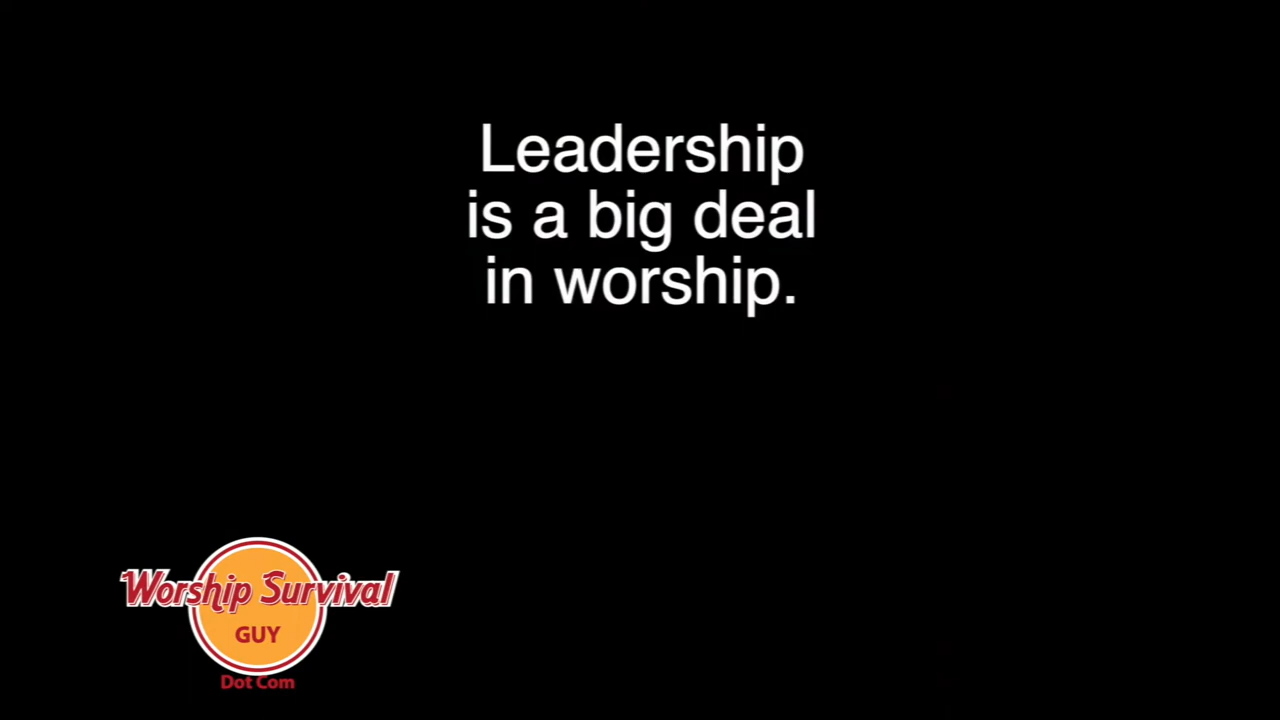 Leadership
is a big deal
in worship.
Worship Survival
GUY
Dot Com